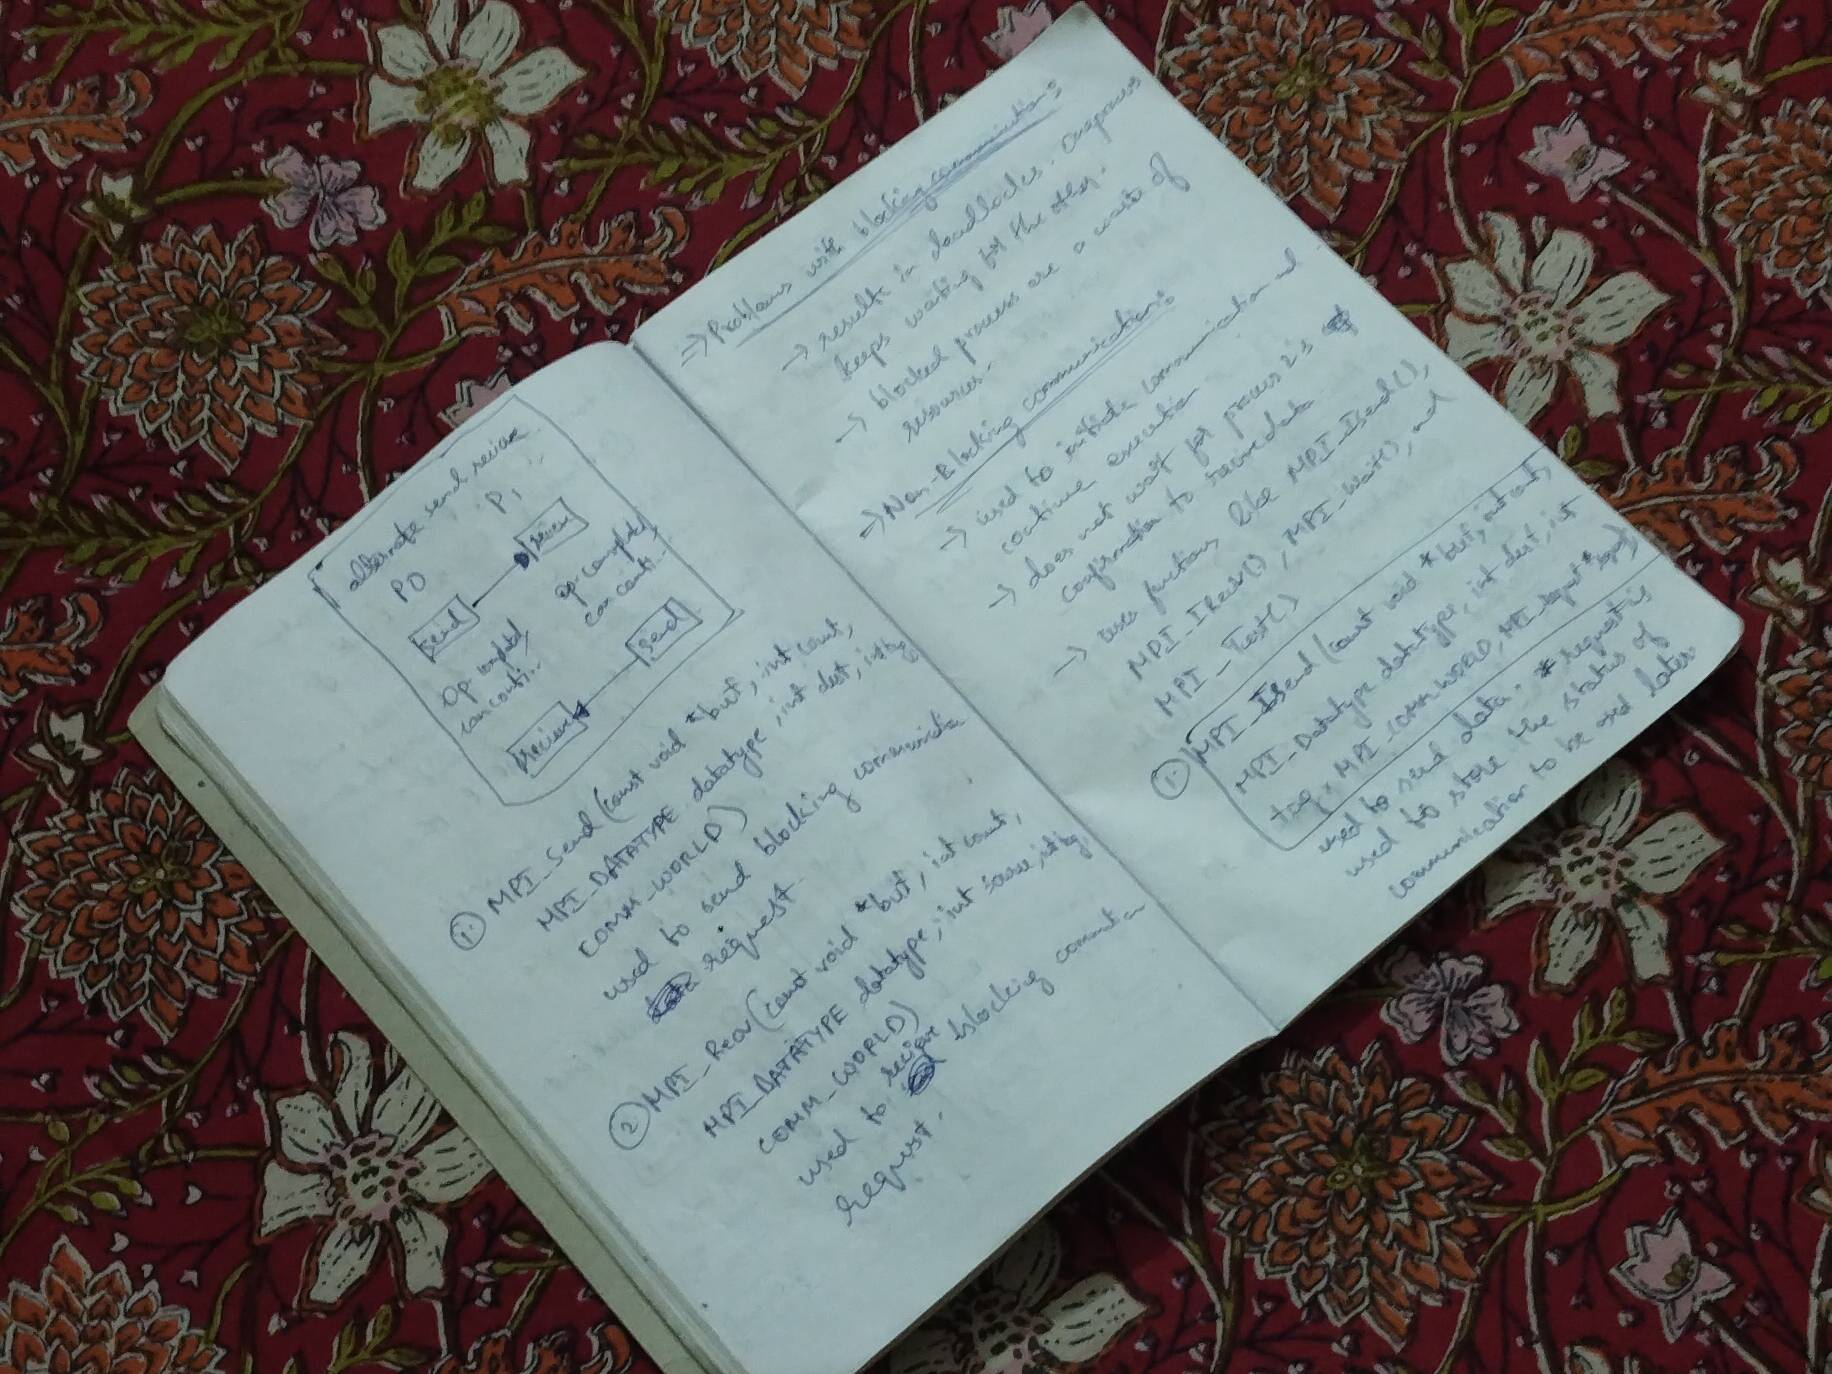 alternate send recieve
P0 P1
Send recieve
Op. completed, op. completed,
can conti.. can conti..
send
recieve
1. MPI_Send(const void *buf, int count,
MPI_DATATYPE datatype, int dest, int tag
COMM_WORLD)
used to send blocking communication
request.
2 MPI_Recv(const void *buf, int count,
MPI_DATATYPE datatype, int source, int tag,
COMM_WORLD)
used to recieve blocking
request.
=> Problems with blocking communications
-> results in deadlocks.
keeps waiting for the other.
-> blocked process are a waste of
resources.
=> Non-Blocking communication:
-> used to initiate communication and
continue execution
-> does not wait for process 2's
confirmation to recieve data
-> uses functions like MPI_Isend(),
MPI_Irecv(), MPI_Wait(), and
MPI_Test()
1. MPI_Isend(const void *buf, int count,
MPI_Datatype datatype, int dest, int
tag, MPI_COMM_WORLD, MPI_Request *request)
used to send data. * request is
used to store the status of
communication to be used later